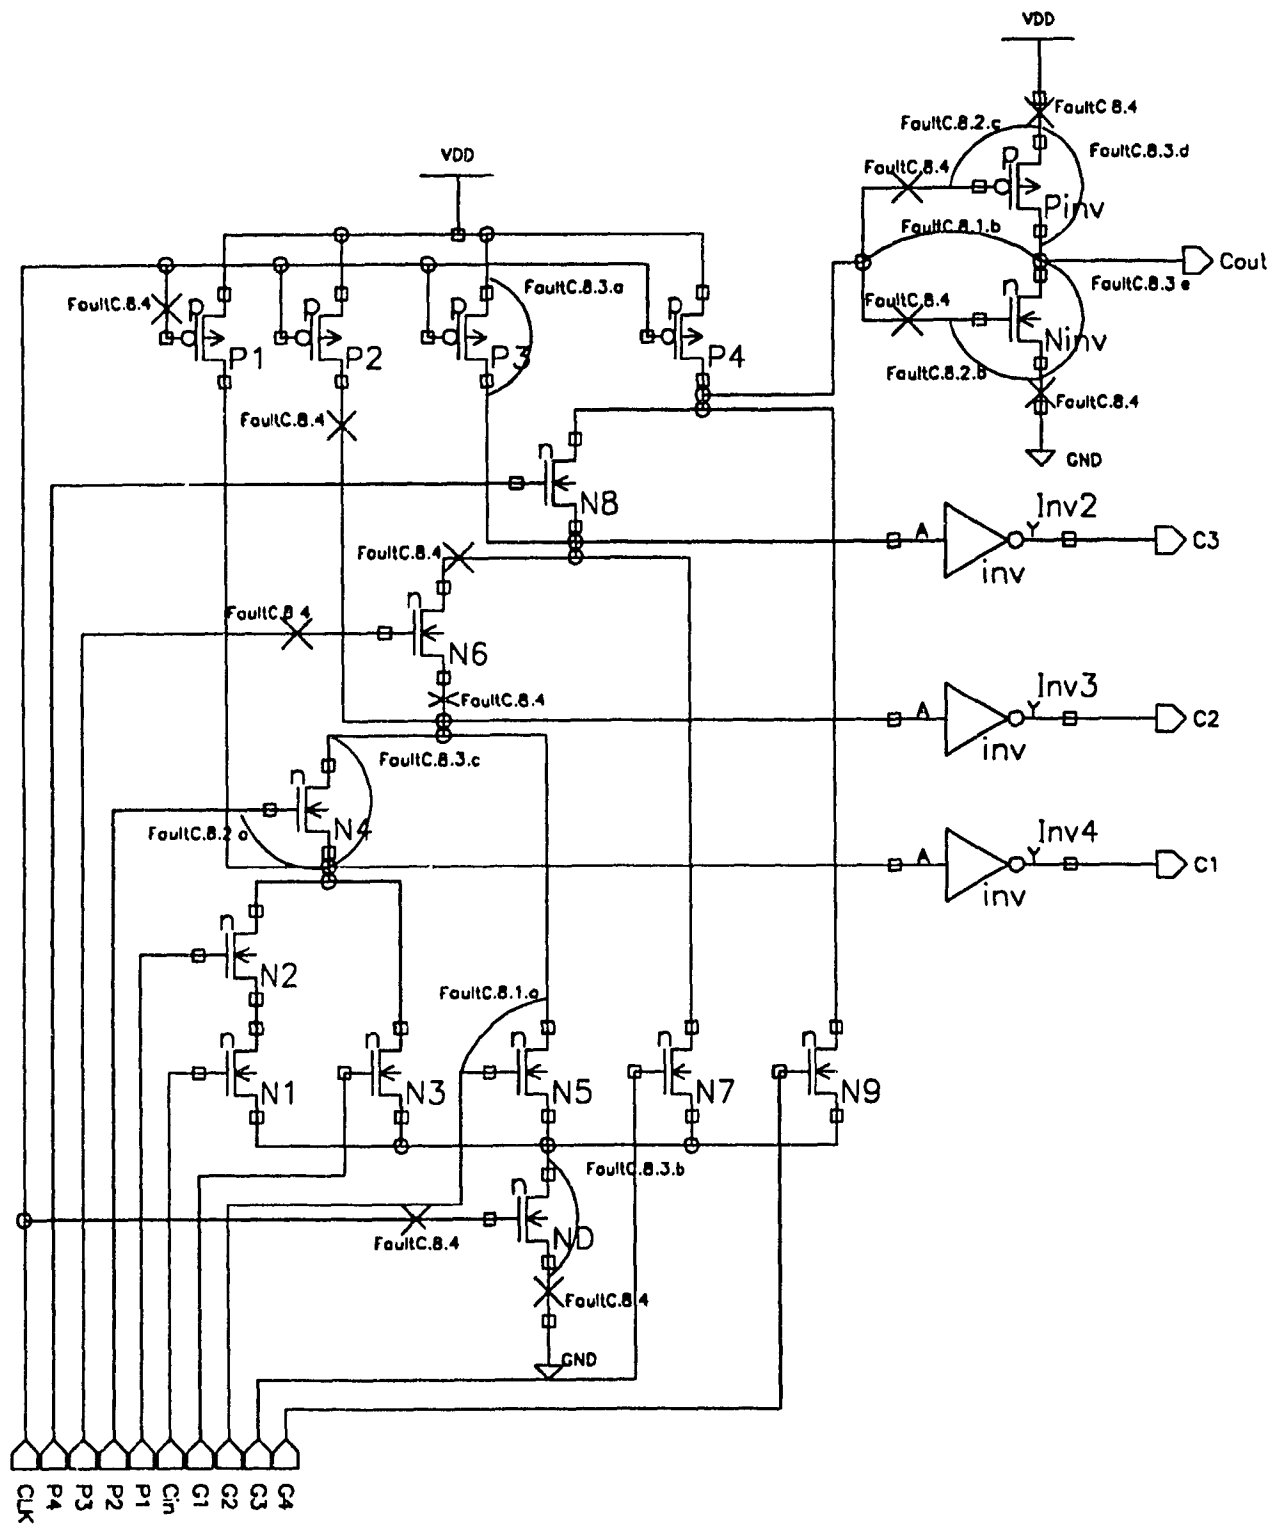 VDD
FaultC.8.4
FaultC.8.2.c
FaultC.8.3.d
VDD
FaultC.8.4
p
Pinv
FaultC.8.1.b
Cout
FaultC.8.3.a
FaultC.8.3 e
FaultC.8.4
FaultC.8.4
p
P1
p
P2
p
P3
p
P4
n
Ninv
FaultC.8.2.B
FaultC.8.4
FaultC.8.4
GND
n
N8
Inv2
A
Y
C3
inv
FaultC.8.4
FaultC.8 4
n
N6
FaultC.8.4
Inv3
A
Y
C2
inv
FaultC.8.3.c
n
N4
FaultC.8.2 a
Inv4
A
Y
C1
inv
n
N2
FaultC.8.1.a
n
N1
n
N3
n
N5
n
N7
n
N9
FaultC.8.3.b
n
ND
FaultC.8.4
FaultC.8.4
GND
CLK
P4
P3
P2
P1
Cin
G1
G2
G3
G4